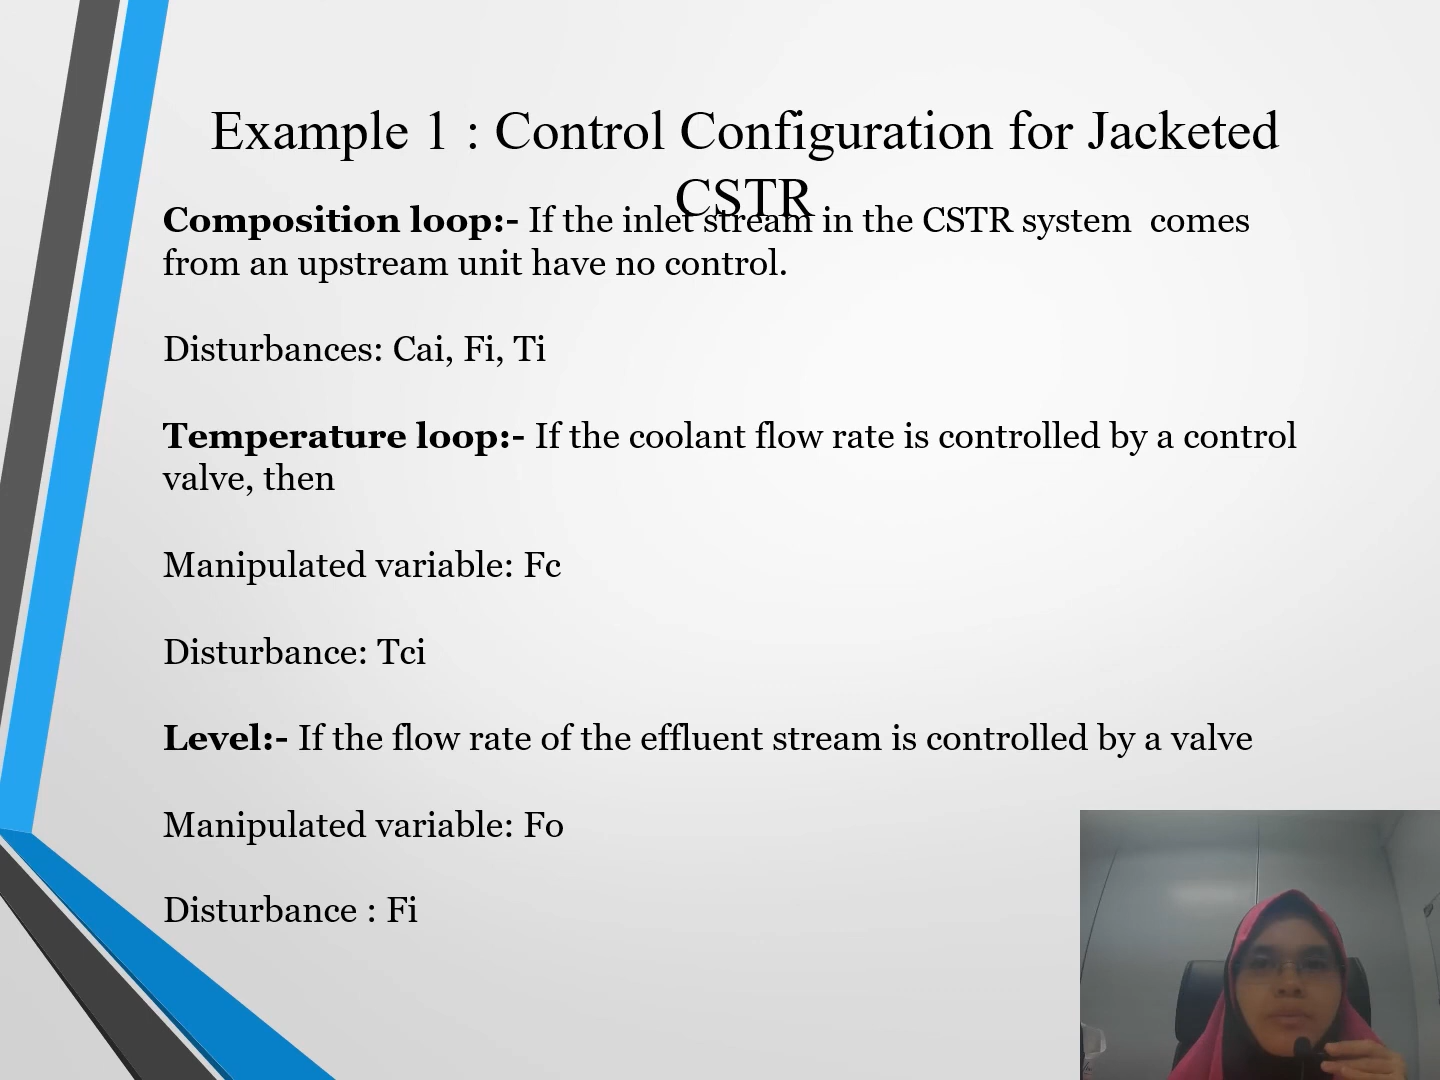 Example 1 : Control Configuration for Jacketed
CSTR
Composition loop:- If the inlet stream in the CSTR system  comes
from an upstream unit have no control.
Disturbances: Cai, Fi, Ti
Temperature loop:- If the coolant flow rate is controlled by a control
valve, then
Manipulated variable: Fc
Disturbance: Tci
Level:- If the flow rate of the effluent stream is controlled by a valve
Manipulated variable: Fo
Disturbance : Fi